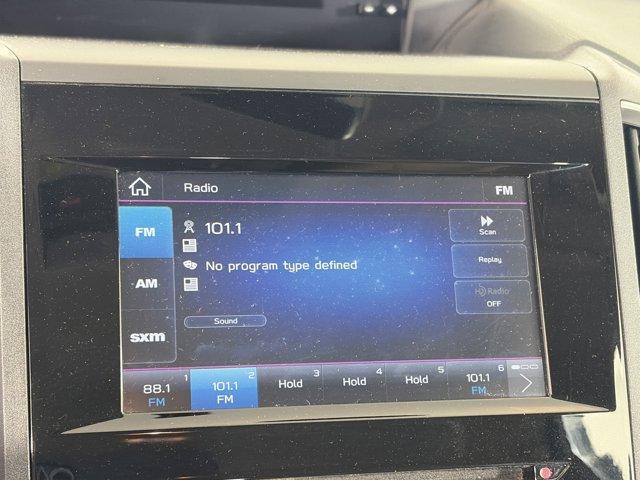 Radio FM
FM
101.1
Scan
No program type defined
Replay
AM
HD Radio
OFF
sxm
Sound
88.1 1
FM
101.1 2
FM
Hold 3
Hold 4
Hold 5
101.1 6
FM